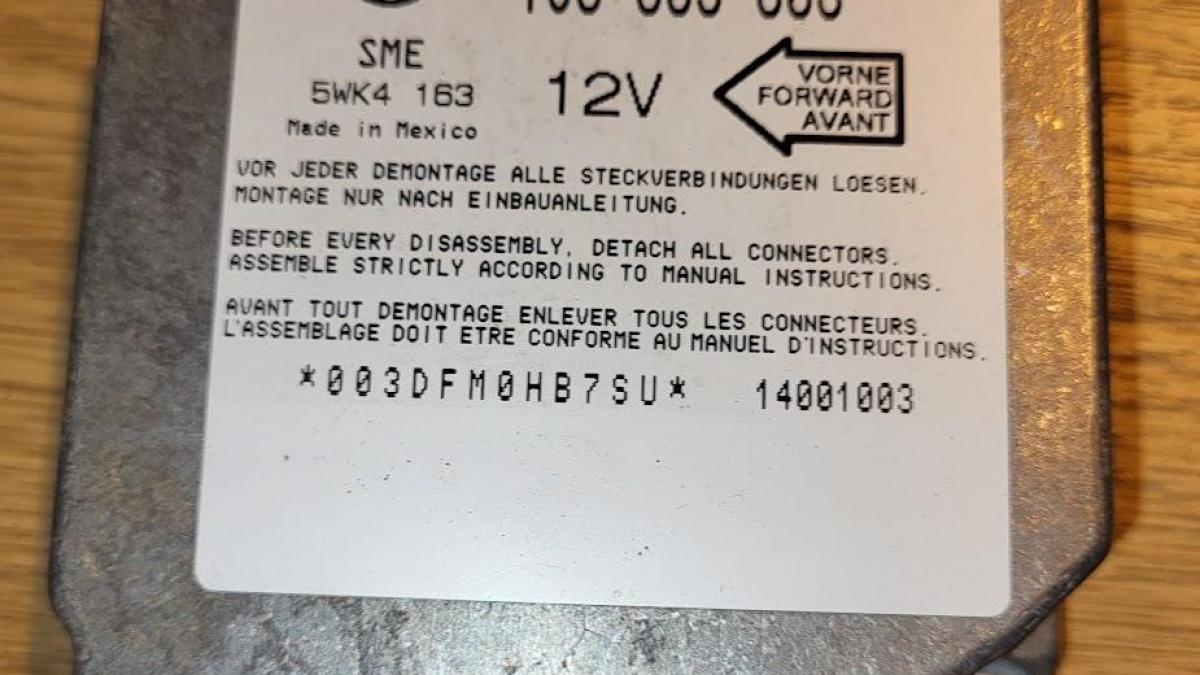 SME
5WK4 163
Made in Mexico
12V
VORNE
FORWARD
AVANT
VOR JEDER DEMONTAGE ALLE STECKVERBINDUNGEN LOESEN.
MONTAGE NUR NACH EINBAUANLEITUNG.
BEFORE EVERY DISASSEMBLY, DETACH ALL CONNECTORS.
ASSEMBLE STRICTLY ACCORDING TO MANUAL INSTRUCTIONS.
AVANT TOUT DEMONTAGE ENLEVER TOUS LES CONNECTEURS.
L'ASSEMBLAGE DOIT ETRE CONFORME AU MANUEL D'INSTRUCTIONS.
*003DFM0HB7SU* 14001003